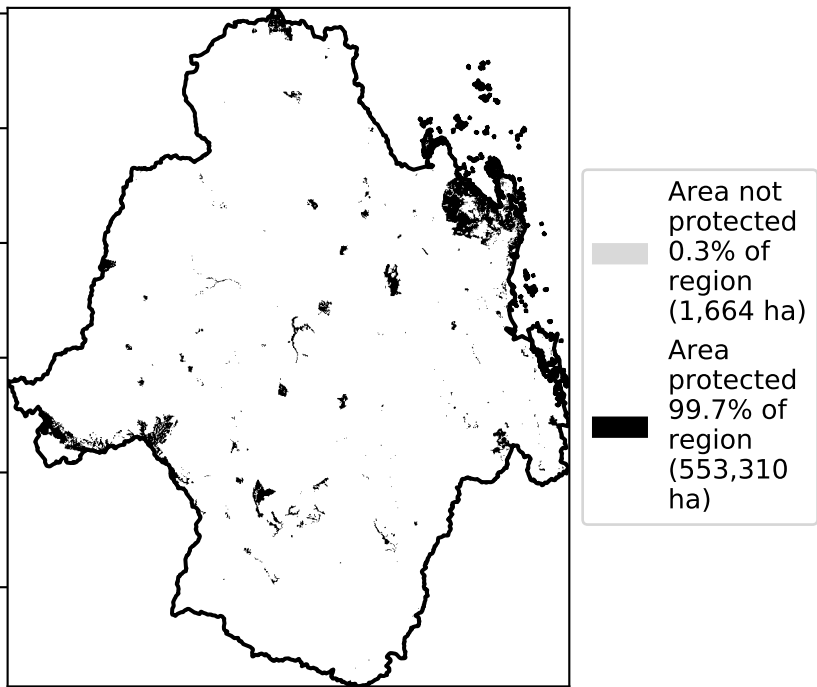 Area not
protected
0.3% of
region
(1,664 ha)
Area
protected
99.7% of
region
(553,310
ha)